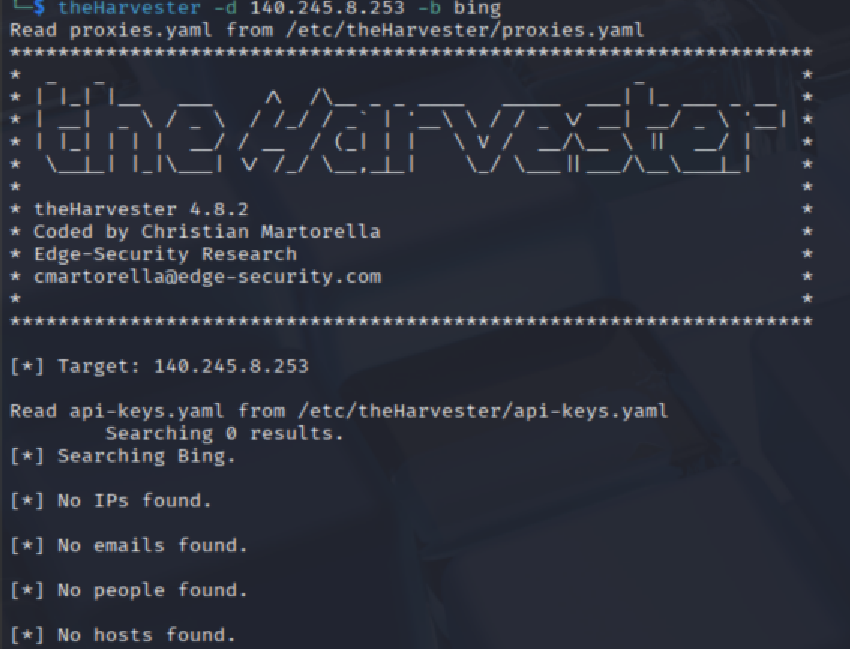 └─$ theHarvester -d 140.245.8.253 -b bing
Read proxies.yaml from /etc/theHarvester/proxies.yaml
*******************************************************************
theHarvester
* theHarvester 4.8.2 *
* Coded by Christian Martorella *
* Edge-Security Research *
* cmartorella@edge-security.com *
* *
*******************************************************************
[*] Target: 140.245.8.253
Read api-keys.yaml from /etc/theHarvester/api-keys.yaml
Searching 0 results.
[*] Searching Bing.
[*] No IPs found.
[*] No emails found.
[*] No people found.
[*] No hosts found.